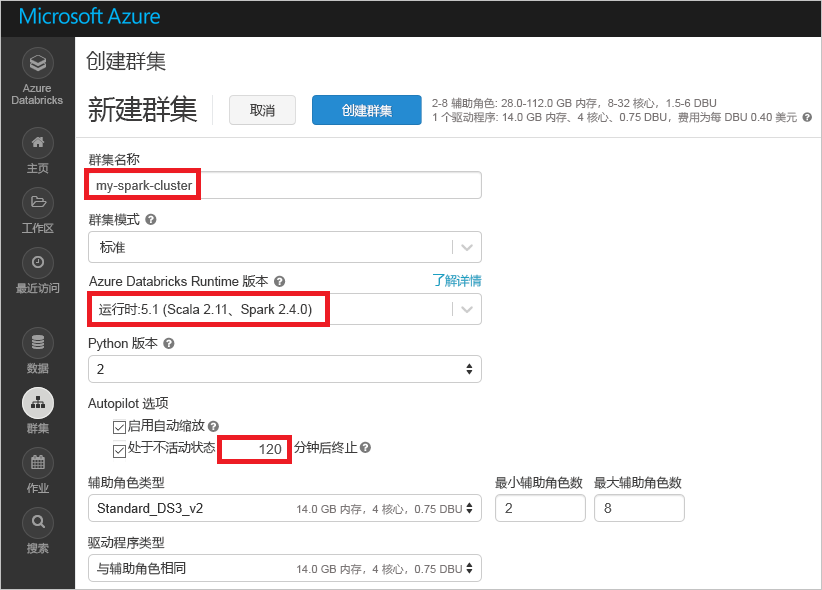 Microsoft Azure
Azure
Databricks
主页
工作区
最近访问
数据
群集
作业
搜索
创建群集
新建群集
取消
创建群集
2-8 辅助角色: 28.0-112.0 GB 内存，8-32 核心，1.5-6 DBU
1 个驱动程序: 14.0 GB 内存、4 核心、0.75 DBU，费用为每 DBU 0.40 美元 ?
群集名称
my-spark-cluster
群集模式 ?
标准
Azure Databricks Runtime 版本 ? 了解详情
运行时:5.1 (Scala 2.11、Spark 2.4.0)
Python 版本 ?
2
Autopilot 选项
启用自动缩放 ?
处于不活动状态 120 分钟后终止 ?
辅助角色类型 最小辅助角色数 最大辅助角色数
Standard_DS3_v2 14.0 GB 内存，4 核心，0.75 DBU 2 8
驱动程序类型
与辅助角色相同 14.0 GB 内存，4 核心，0.75 DBU